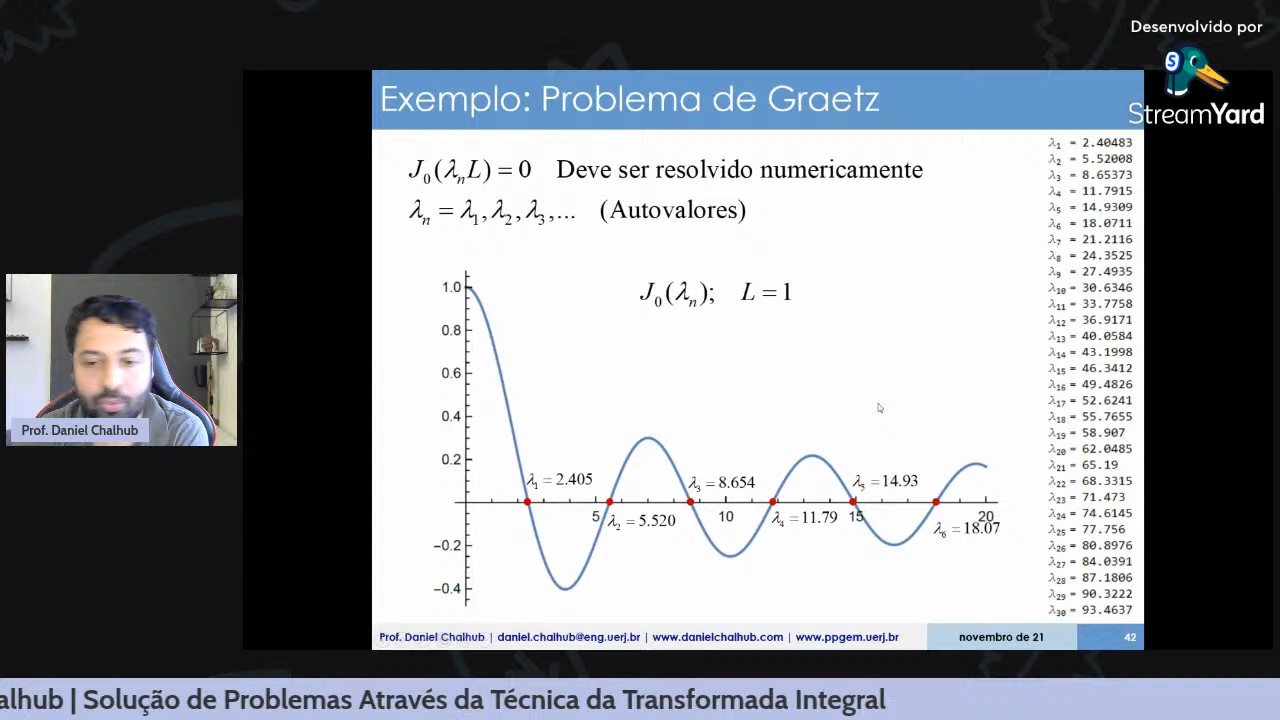 Desenvolvido por
StreamYard
Exemplo: Problema de Graetz
J₀(λₙL) = 0 Deve ser resolvido numericamente
λₙ = λ₁, λ₂, λ₃, ... (Autovalores)
J₀(λₙ); L = 1
1.0
0.8
0.6
0.4
0.2
-0.2
-0.4
λ₁ = 2.405
λ₂ = 5.520
λ₃ = 8.654
λ₄ = 11.79
λ₅ = 14.93
λ₆ = 18.07
5
10
15
20
λ₁ = 2.40483
λ₂ = 5.52008
λ₃ = 8.65373
λ₄ = 11.7915
λ₅ = 14.9309
λ₆ = 18.0711
λ₇ = 21.2116
λ₈ = 24.3525
λ₉ = 27.4935
λ₁₀ = 30.6346
λ₁₁ = 33.7758
λ₁₂ = 36.9171
λ₁₃ = 40.0584
λ₁₄ = 43.1998
λ₁₅ = 46.3412
λ₁₆ = 49.4826
λ₁₇ = 52.6241
λ₁₈ = 55.7655
λ₁₉ = 58.907
λ₂₀ = 62.0485
λ₂₁ = 65.19
λ₂₂ = 68.3315
λ₂₃ = 71.473
λ₂₄ = 74.6145
λ₂₅ = 77.756
λ₂₆ = 80.8976
λ₂₇ = 84.0391
λ₂₈ = 87.1806
λ₂₉ = 90.3222
λ₃₀ = 93.4637
Prof. Daniel Chalhub
Prof. Daniel Chalhub | daniel.chalhub@eng.uerj.br | www.danielchalhub.com | www.ppgem.uerj.br
novembro de 21
42
alhub | Solução de Problemas Através da Técnica da Transformada Integral